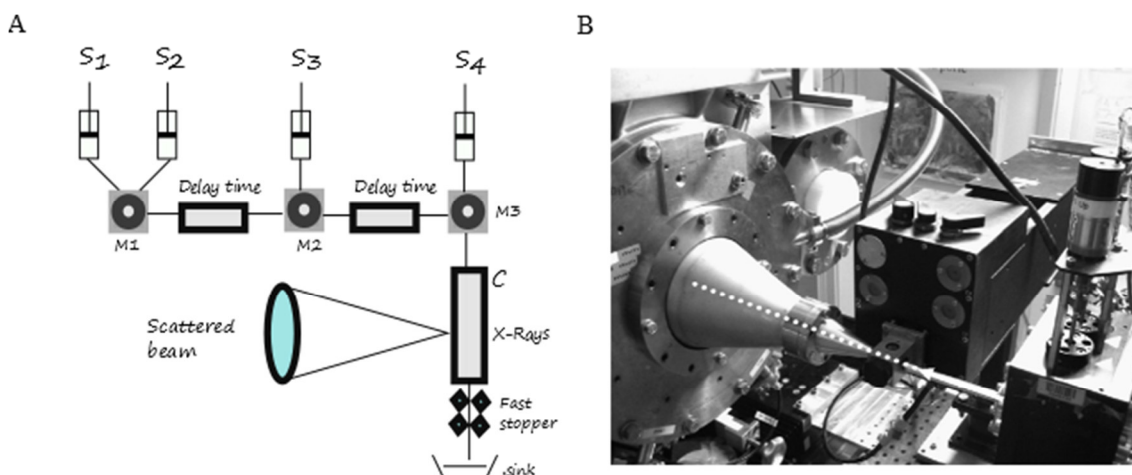 A
B
S1
S2
S3
S4
Delay time
Delay time
M1
M2
M3
C
Scattered
beam
X-Rays
Fast
stopper
sink